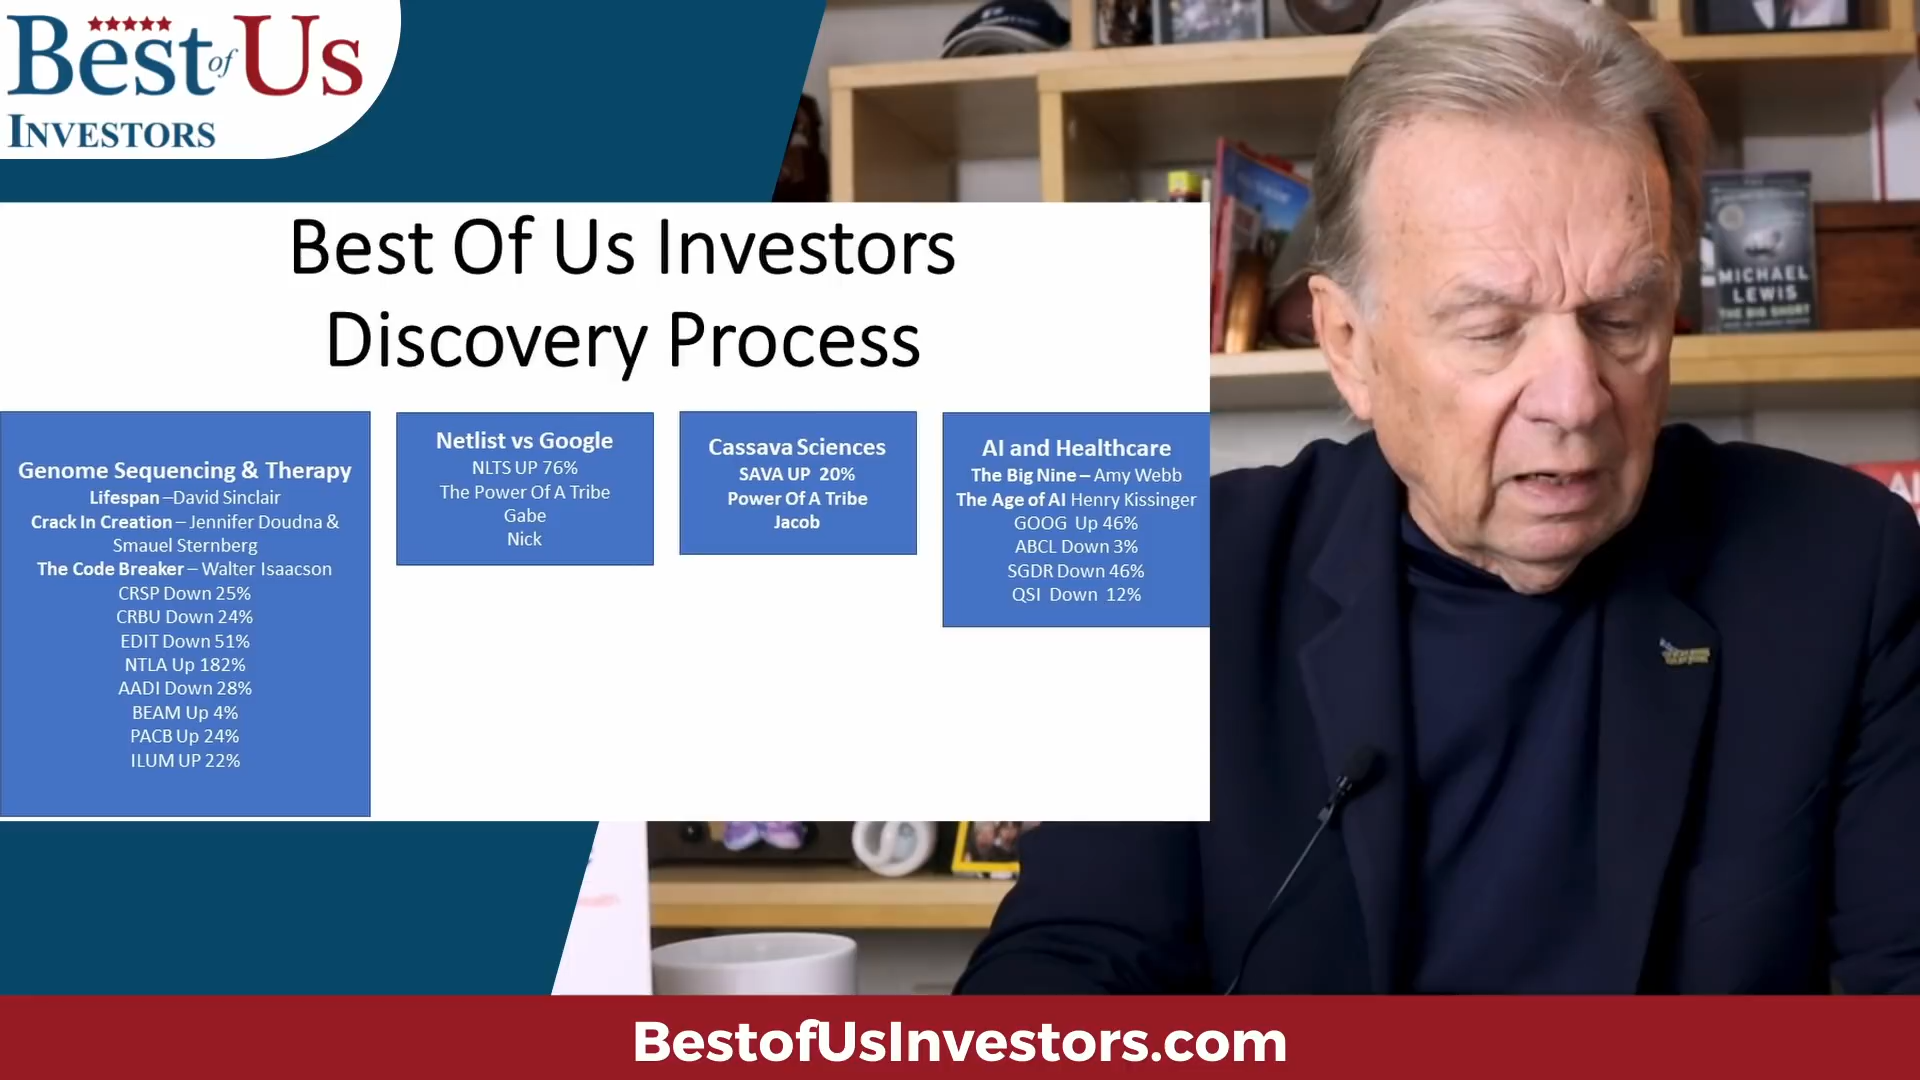 Best of Us
INVESTORS
Best Of Us Investors
Discovery Process
Genome Sequencing & Therapy
Lifespan –David Sinclair
Crack In Creation – Jennifer Doudna &
Smauel Sternberg
The Code Breaker – Walter Isaacson
CRSP Down 25%
CRBU Down 24%
EDIT Down 51%
NTLA Up 182%
AADI Down 28%
BEAM Up 4%
PACB Up 24%
ILUM UP 22%
Netlist vs Google
NLTS UP 76%
The Power Of A Tribe
Gabe
Nick
Cassava Sciences
SAVA UP 20%
Power Of A Tribe
Jacob
AI and Healthcare
The Big Nine – Amy Webb
The Age of AI Henry Kissinger
GOOG Up 46%
ABCL Down 3%
SGDR Down 46%
QSI Down 12%
MICHAEL
LEWIS
THE BIG SHORT
BestofUsInvestors.com